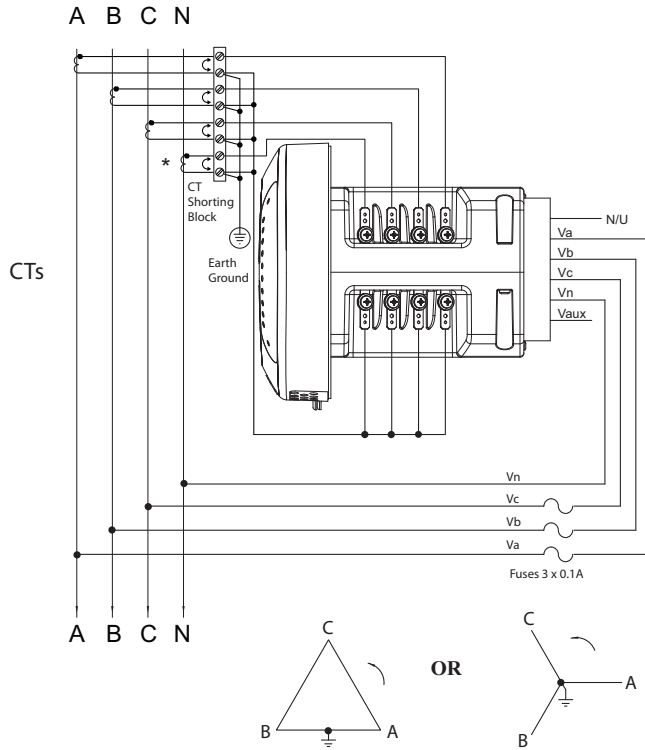 A B C N
*
CT
Shorting
Block
Earth
Ground
CTs
N/U
Va
Vb
Vc
Vn
Vaux
Vn
Vc
Vb
Va
Fuses 3 x 0.1A
A B C N
C
B
A
OR
C
A
B